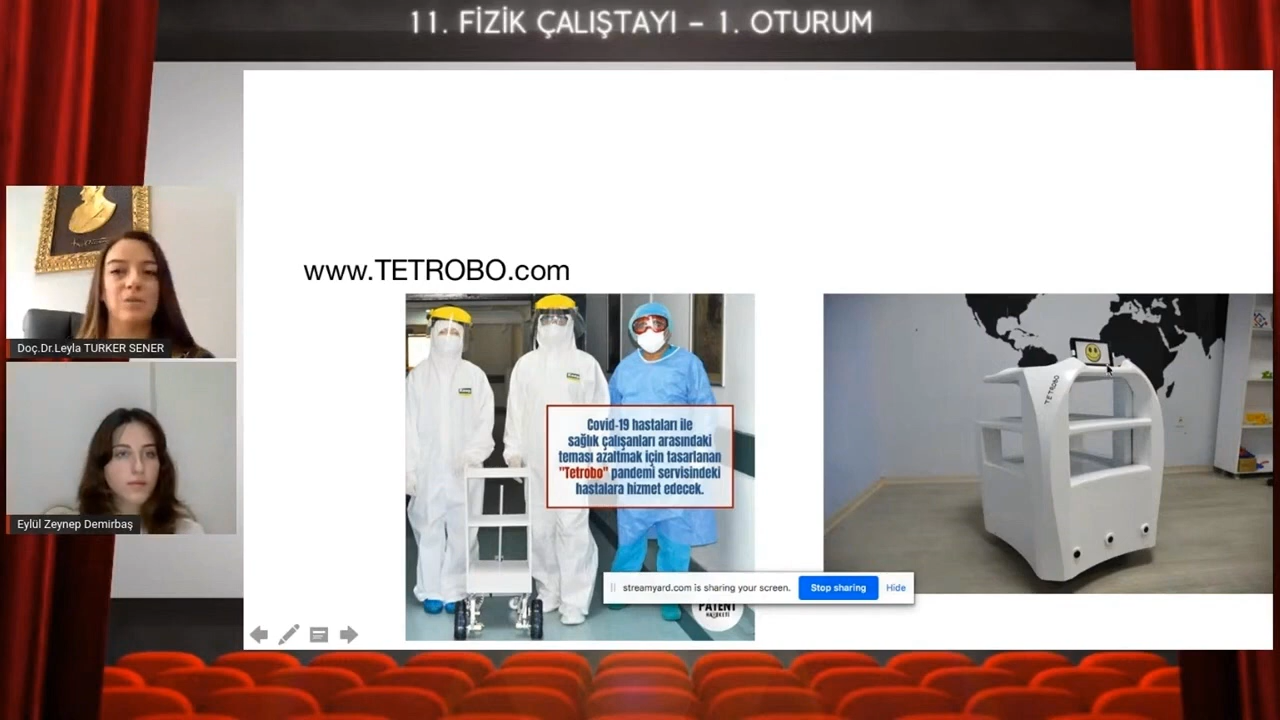 11. FİZİK ÇALIŞTAYI – 1. OTURUM
www.TETROBO.com
Doç.Dr.Leyla TURKER SENER
Eylül Zeynep Demirbaş
Covid-19 hastaları ile
sağlık çalışanları arasındaki
teması azaltmak için tasarlanan
"Tetrobo" pandemi servisindeki
hastalara hizmet edecek.
TETROBO
streamyard.com is sharing your screen.
Stop sharing
Hide
PATENT